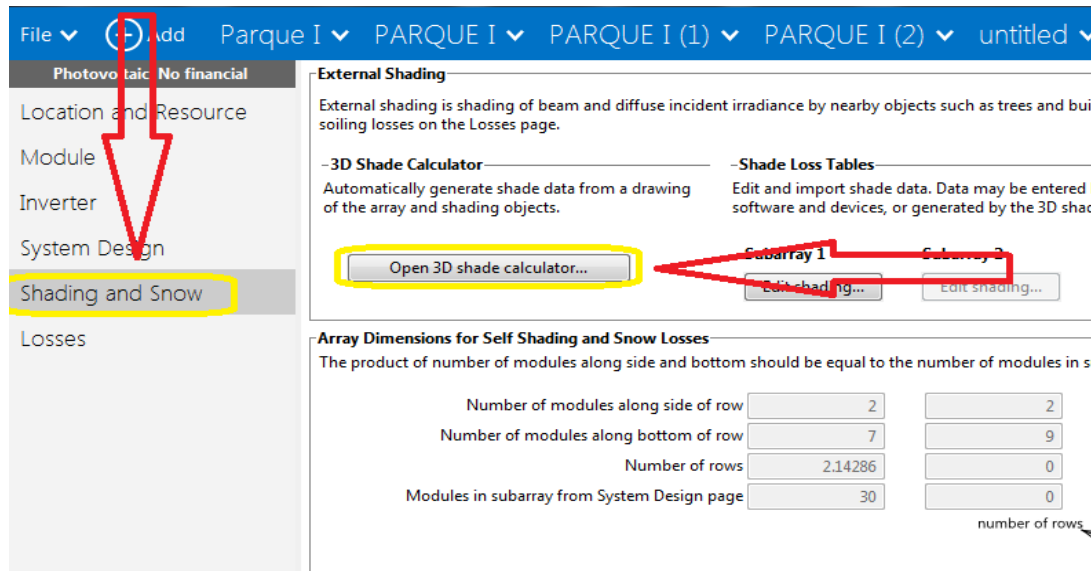 File Add Parque I PARQUE I PARQUE I (1) PARQUE I (2) untitled
Photovoltaic, No financial
Location and Resource
Module
Inverter
System Design
Shading and Snow
Losses
External Shading
External shading is shading of beam and diffuse incident irradiance by nearby objects such as trees and bui
soiling losses on the Losses page.
3D Shade Calculator
Automatically generate shade data from a drawing
of the array and shading objects.
Open 3D shade calculator...
Shade Loss Tables
Edit and import shade data. Data may be entered
software and devices, or generated by the 3D shad
Subarray 1 Subarray 2
Edit shading... Edit shading...
Array Dimensions for Self Shading and Snow Losses
The product of number of modules along side and bottom should be equal to the number of modules in s
Number of modules along side of row 2 2
Number of modules along bottom of row 7 9
Number of rows 2.14286 0
Modules in subarray from System Design page 30 0
number of rows